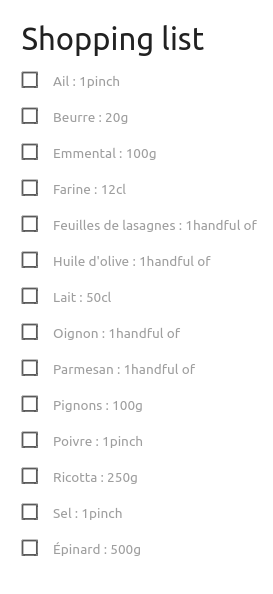 Shopping list
Ail : 1pinch
Beurre : 20g
Emmental : 100g
Farine : 12cl
Feuilles de lasagnes : 1handful of
Huile d'olive : 1handful of
Lait : 50cl
Oignon : 1handful of
Parmesan : 1handful of
Pignons : 100g
Poivre : 1pinch
Ricotta : 250g
Sel : 1pinch
Épinard : 500g